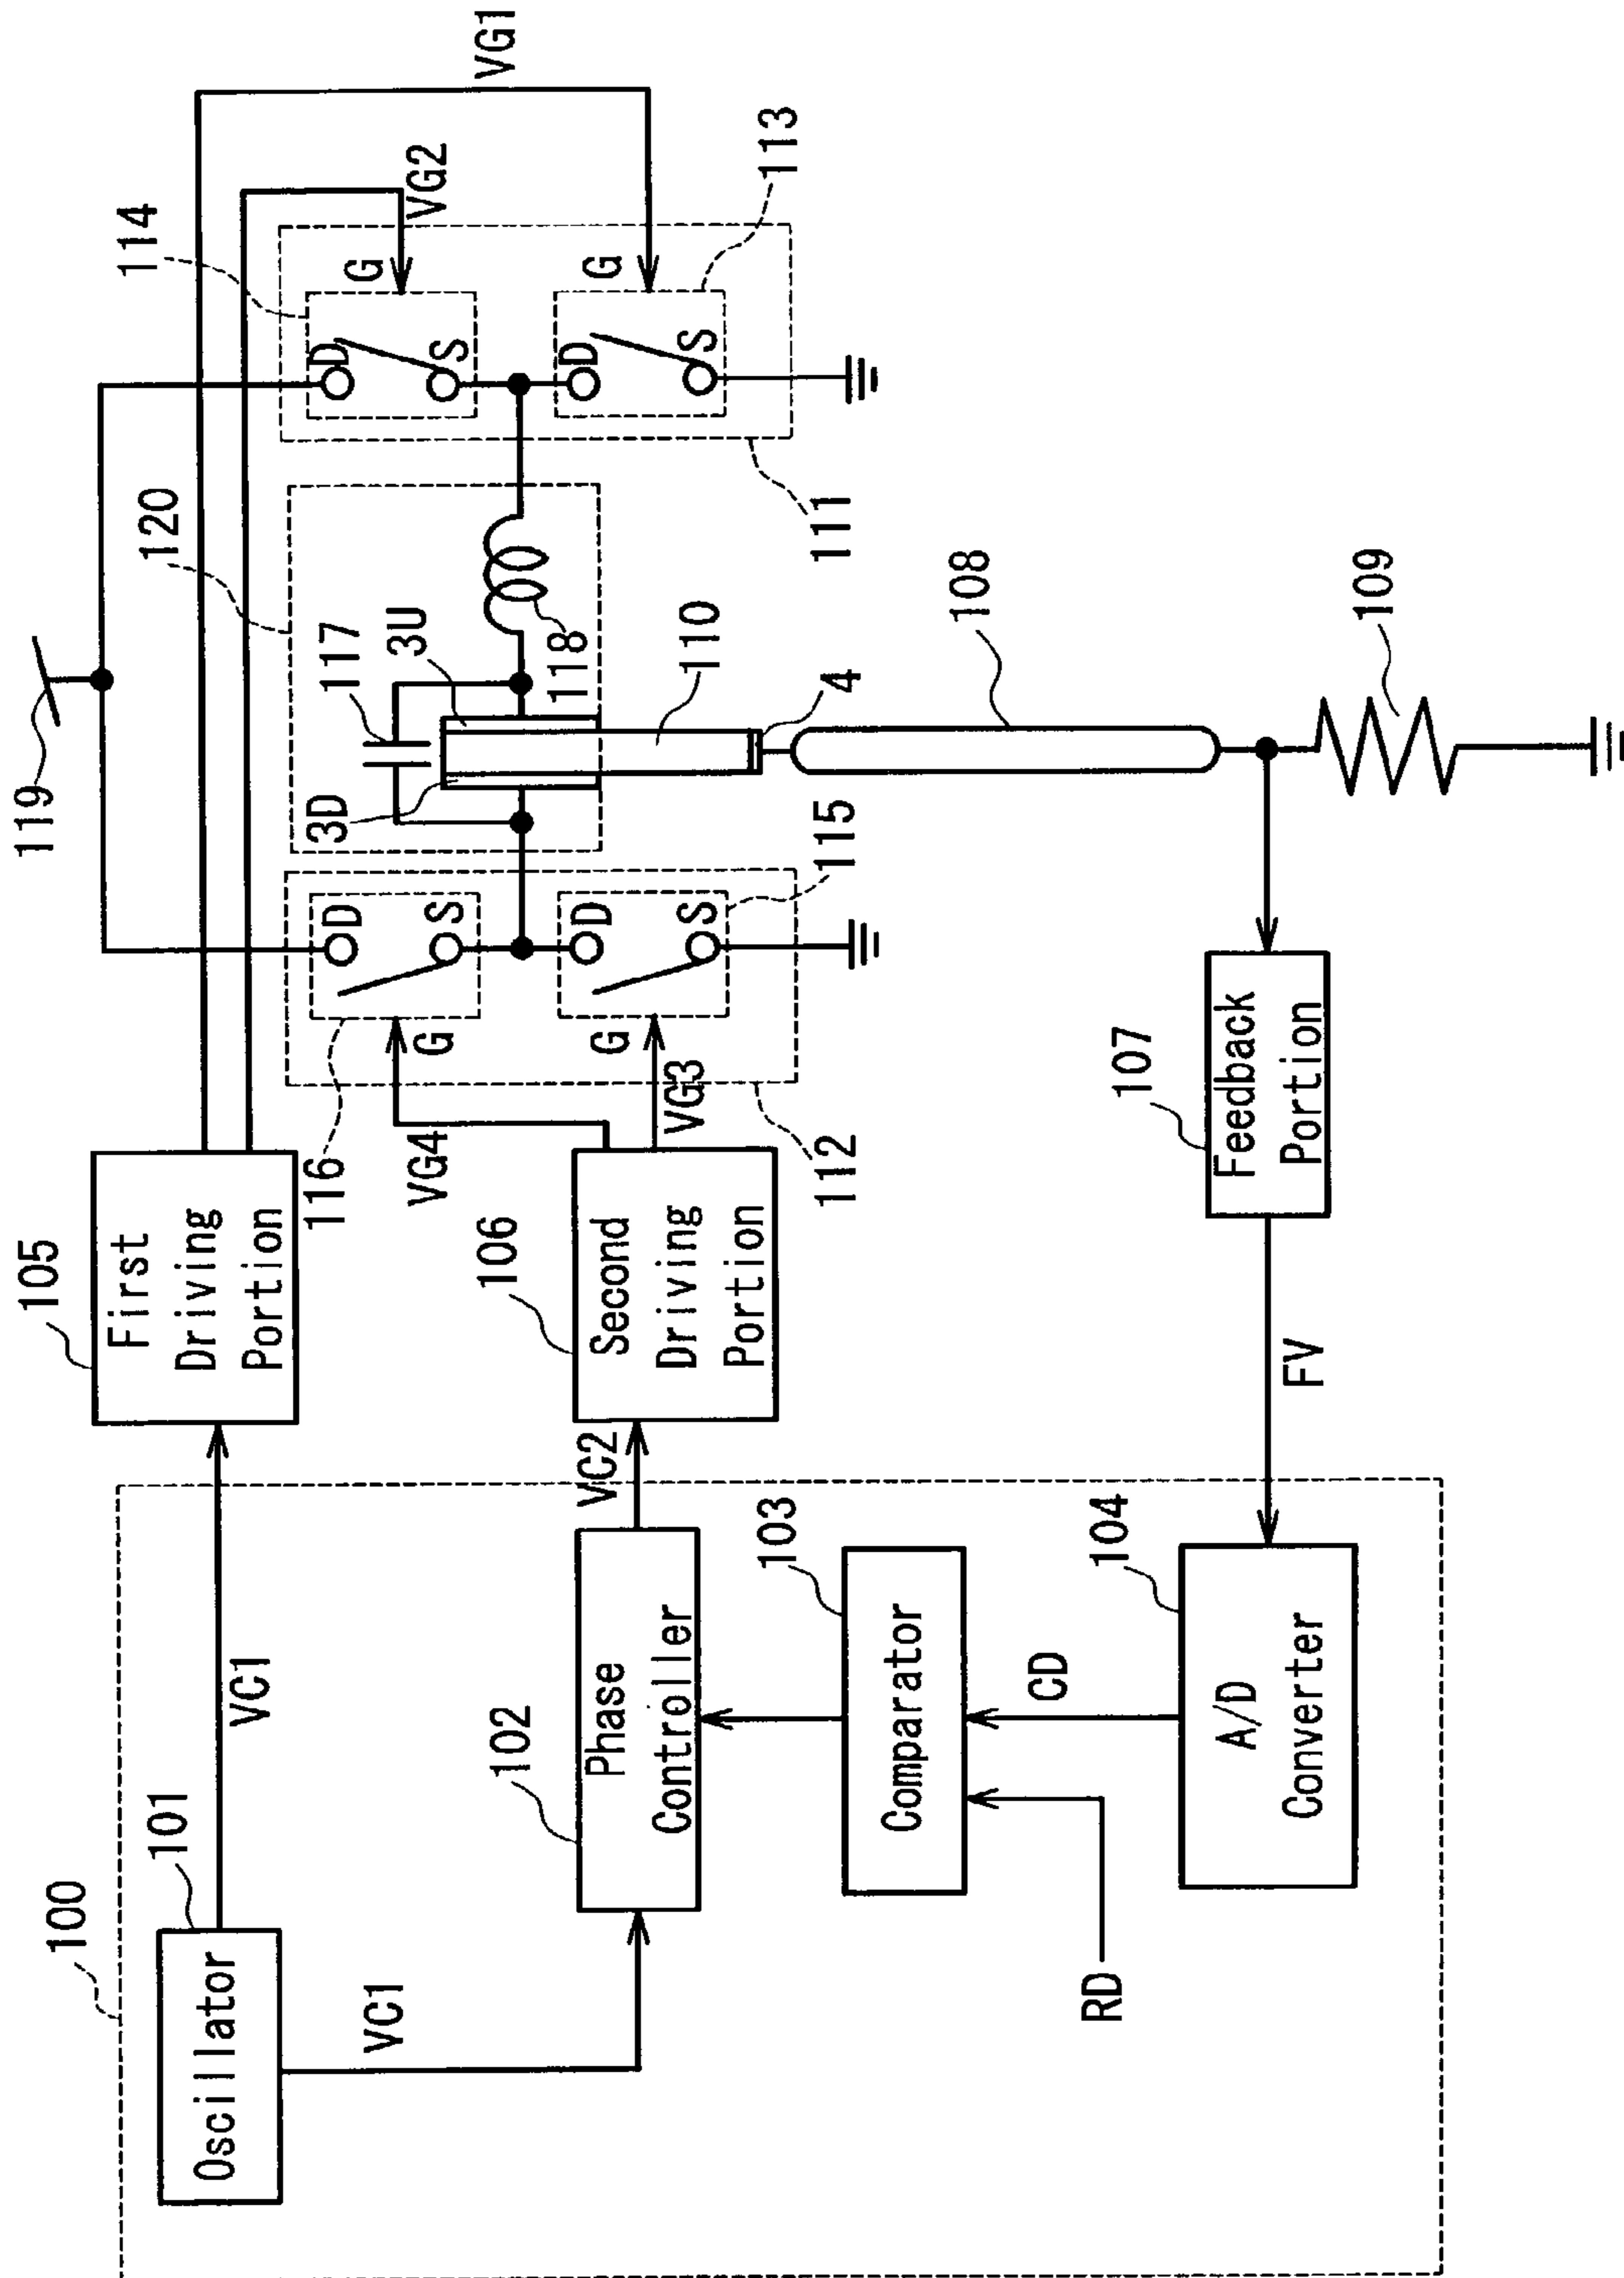 100
101
Oscillator
VC1
VC1
102
Phase
Controller
VC2
103
Comparator
RD
CD
104
A/D
Converter
105
First
Driving
Portion
106
Second
Driving
Portion
FV
107
Feedback
Portion
116
VG4
VG3
112
G
G
D
S
D
S
115
119
120
117
3D
3U
118
110
4
108
109
111
114
G
VG2
D
S
G
D
S
113
VG1